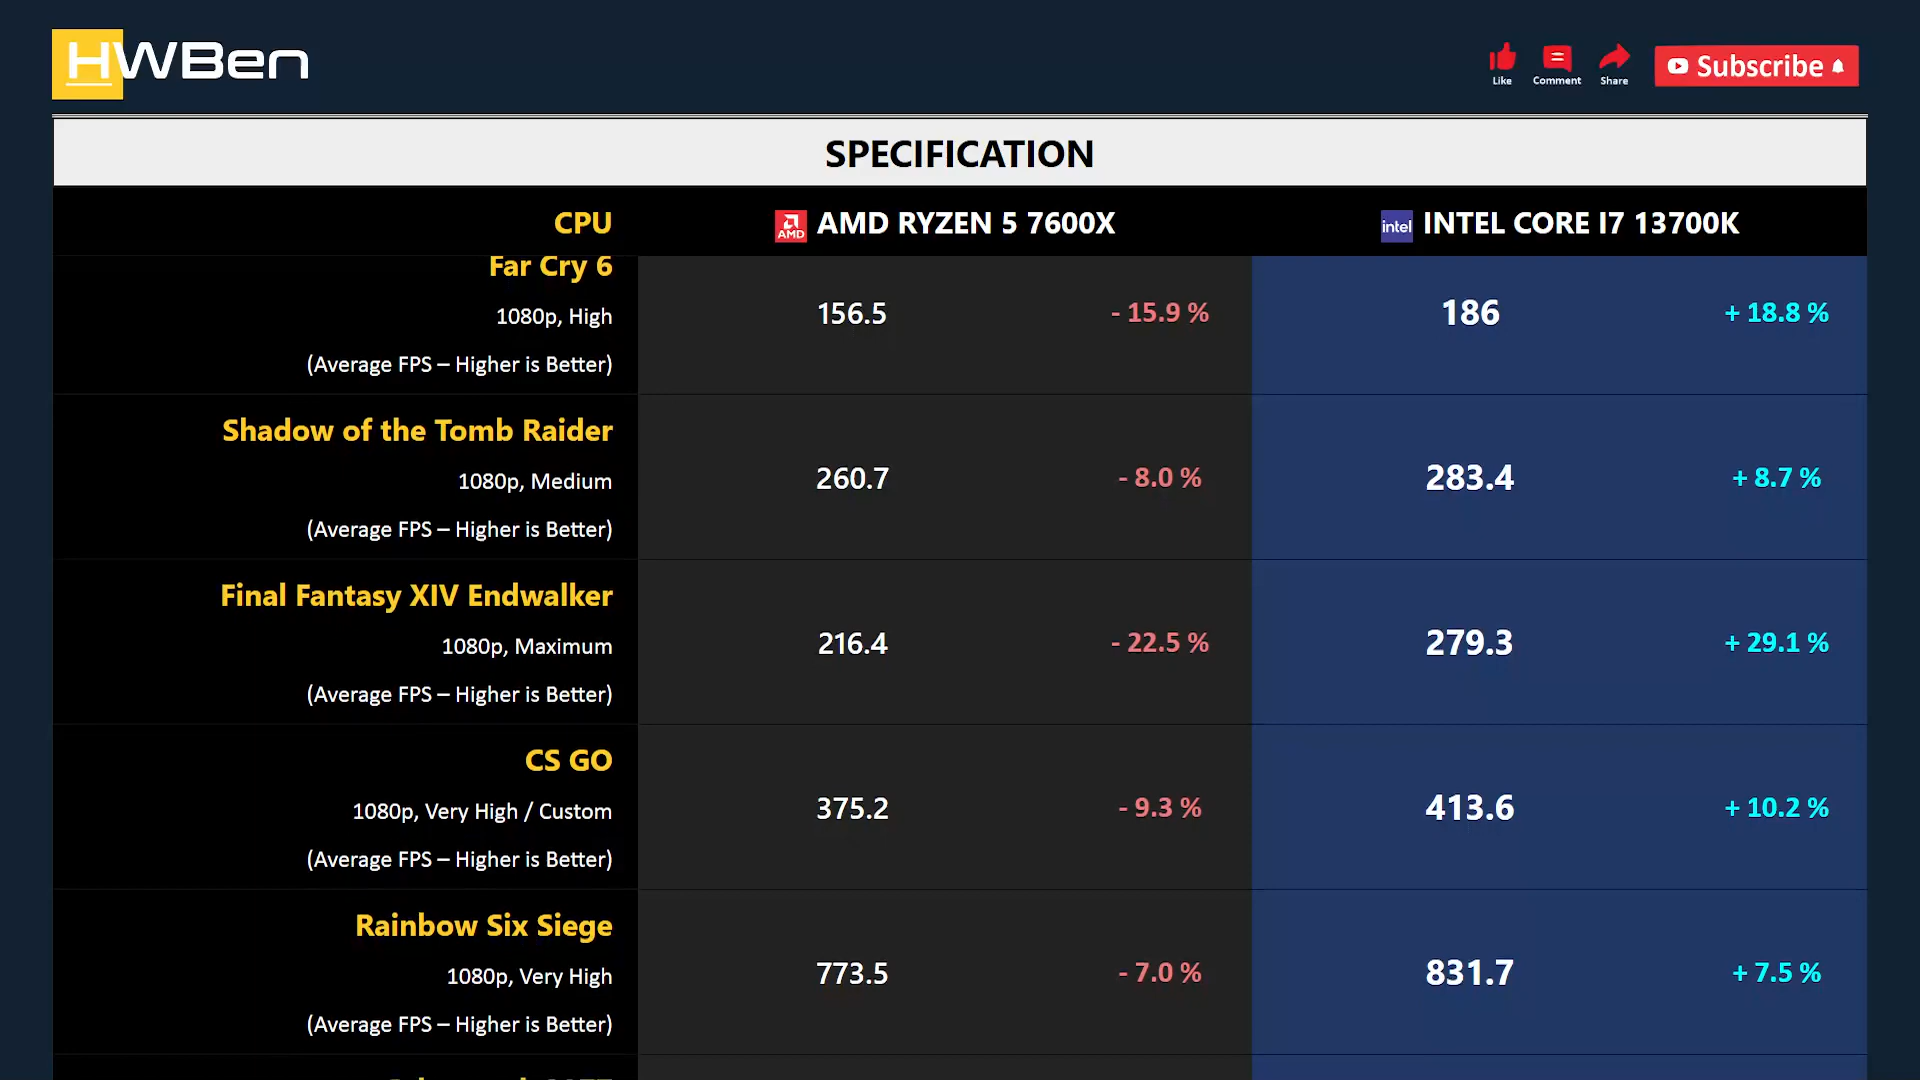 HWBen
Like
Comment
Share
Subscribe
SPECIFICATION
CPU
AMD
AMD RYZEN 5 7600X
intel
INTEL CORE I7 13700K
Far Cry 6
1080p, High
(Average FPS – Higher is Better)
156.5
- 15.9 %
186
+ 18.8 %
Shadow of the Tomb Raider
1080p, Medium
(Average FPS – Higher is Better)
260.7
- 8.0 %
283.4
+ 8.7 %
Final Fantasy XIV Endwalker
1080p, Maximum
(Average FPS – Higher is Better)
216.4
- 22.5 %
279.3
+ 29.1 %
CS GO
1080p, Very High / Custom
(Average FPS – Higher is Better)
375.2
- 9.3 %
413.6
+ 10.2 %
Rainbow Six Siege
1080p, Very High
(Average FPS – Higher is Better)
773.5
- 7.0 %
831.7
+ 7.5 %